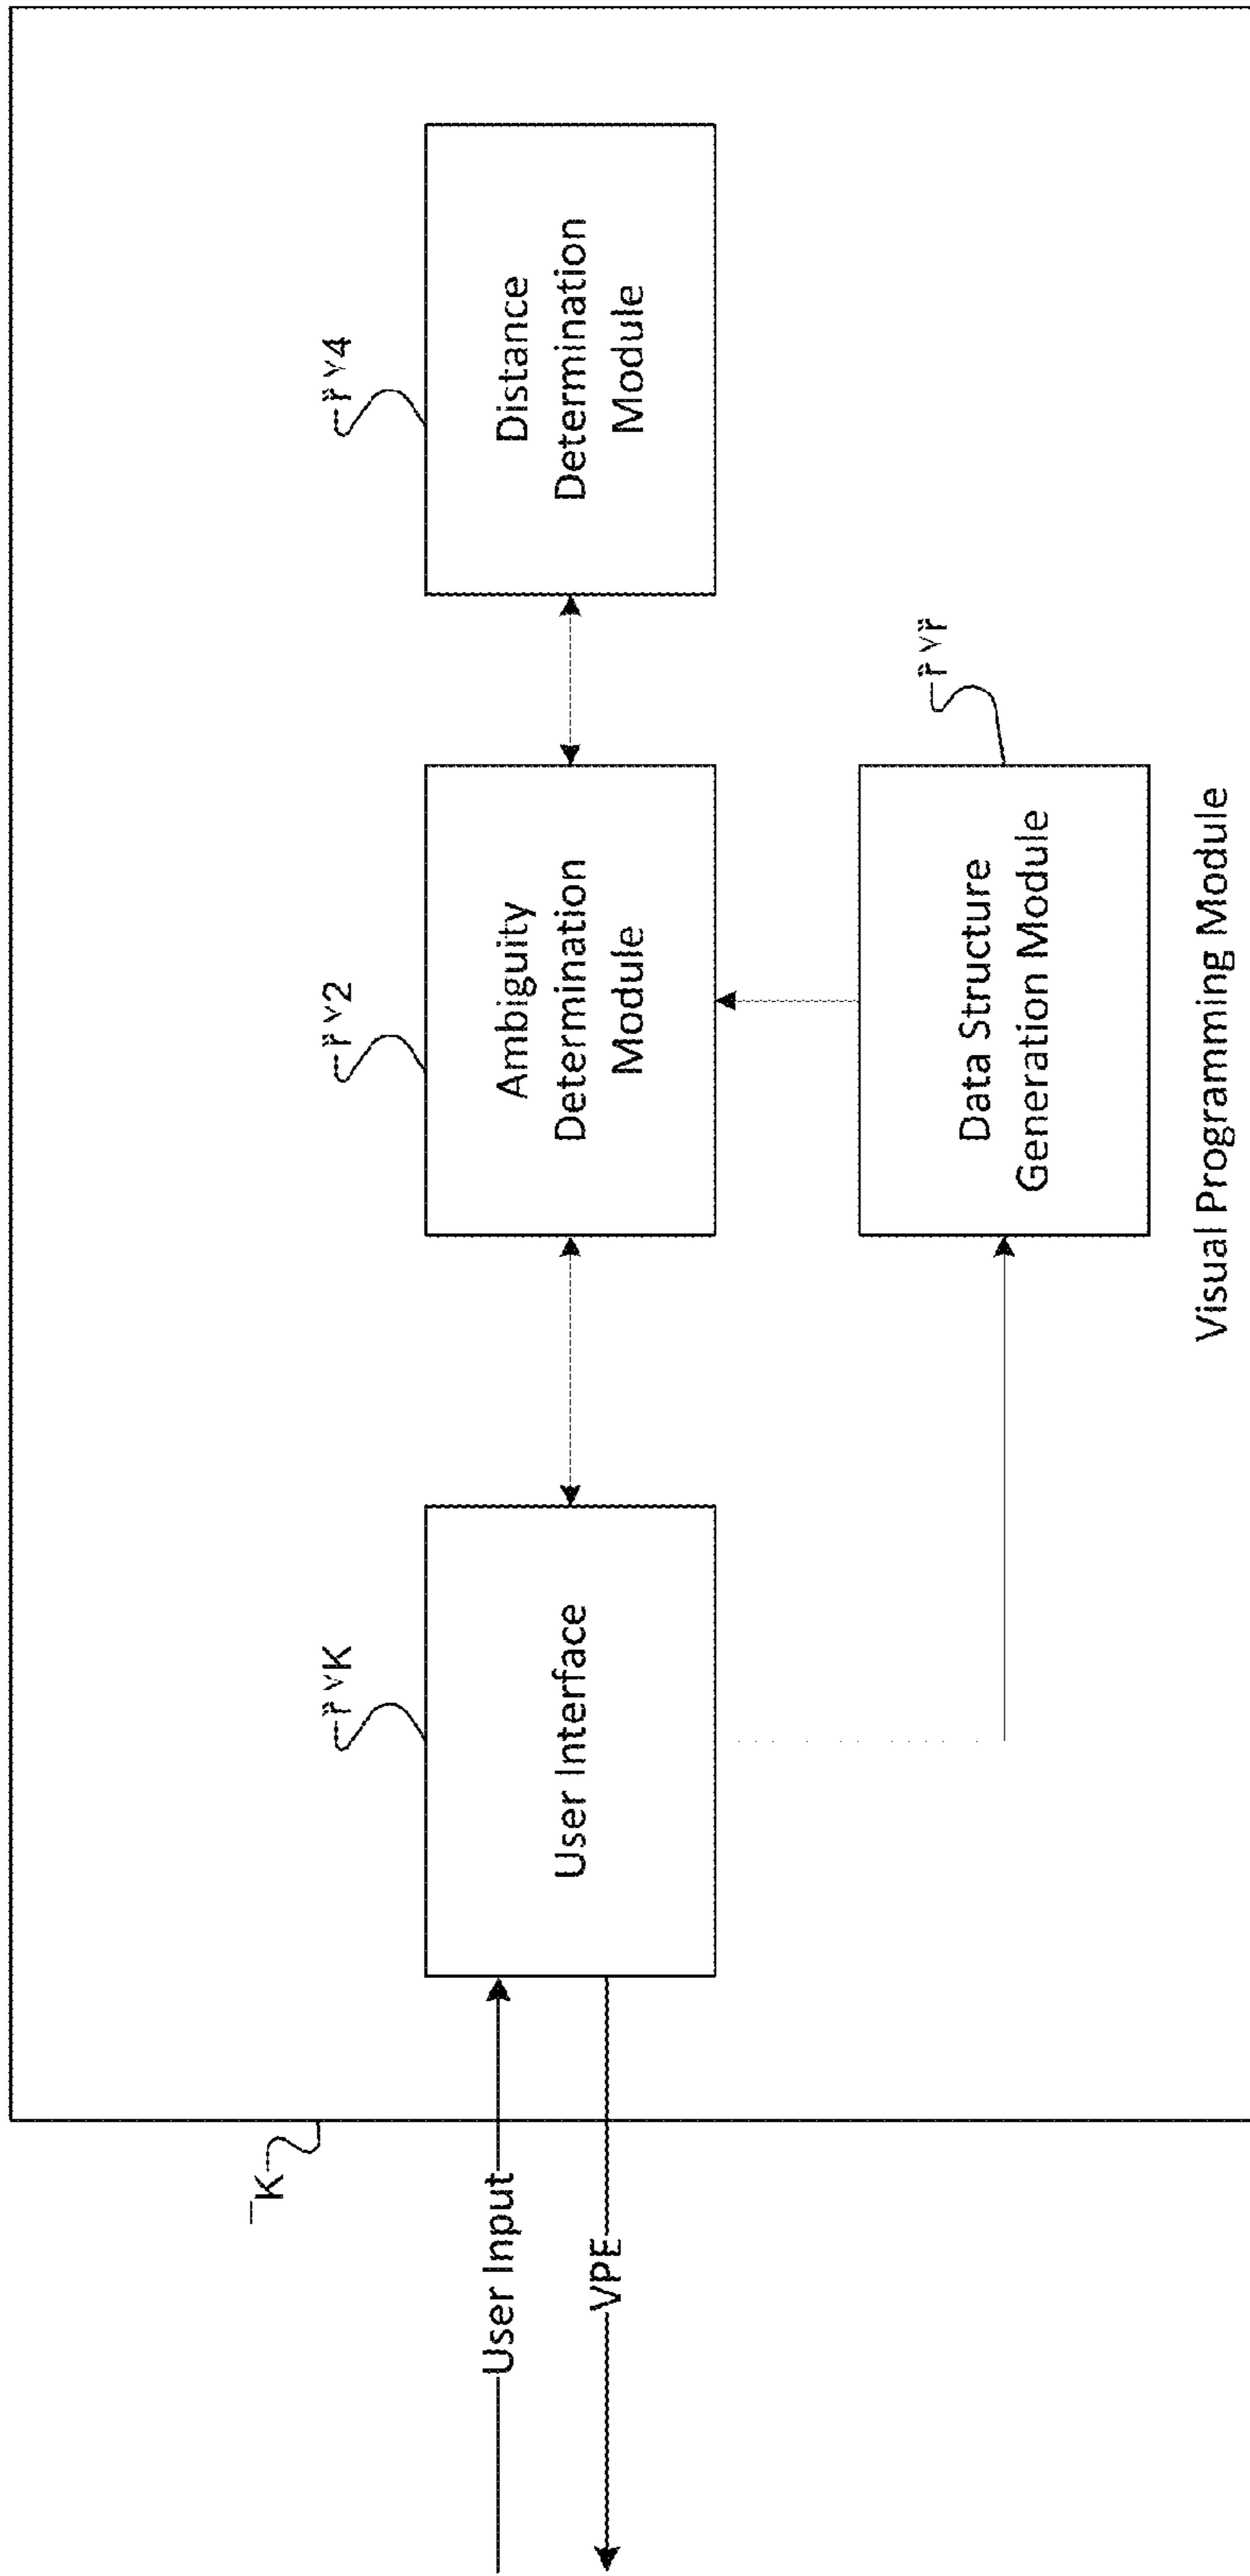 User Input
VPE
User Interface
Ambiguity
Determination
Module
Distance
Determination
Module
Data Structure
Generation Module
Visual Programming Module